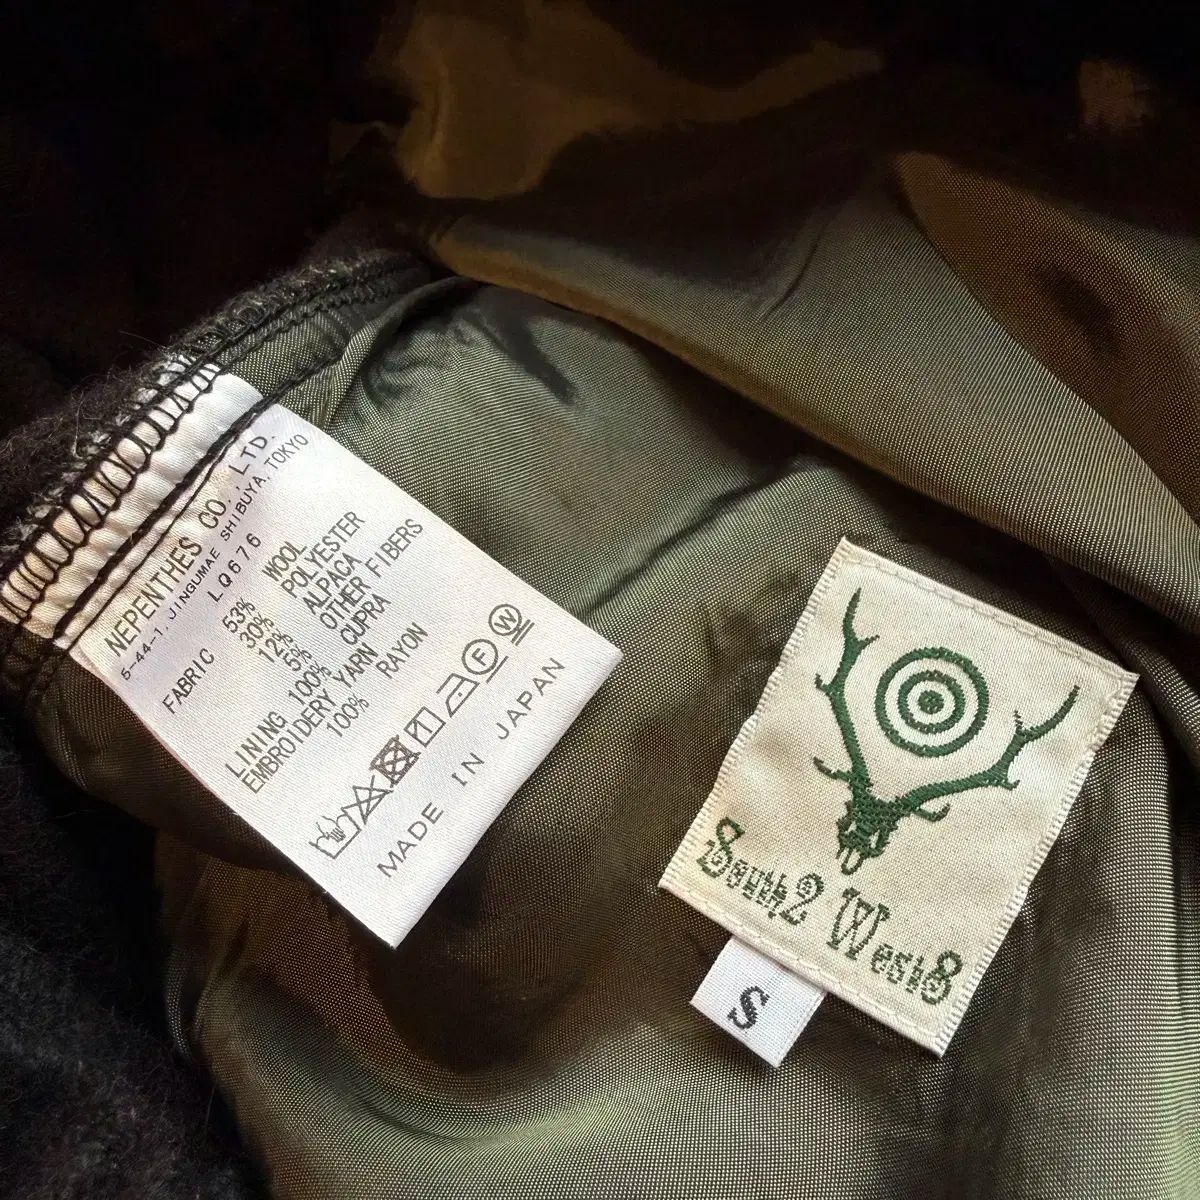 NEPENTHES CO.,LTD.
5-44-1, JINGUMAE SHIBUYA, TOKYO
LQ676
FABRIC 53% WOOL
30% POLYESTER
12% ALPACA
5% OTHER FIBERS
LINING 100% CUPRA
EMBROIDERY YARN
100% RAYON
F W
MADE IN JAPAN
South2 West8
S